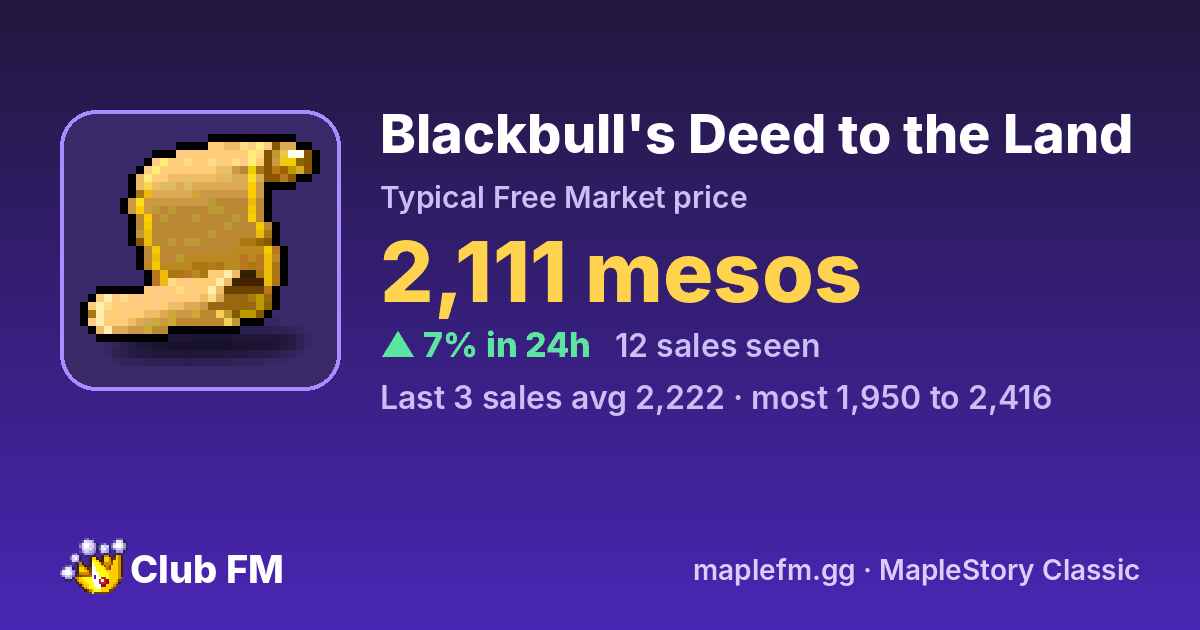 Blackbull's Deed to the Land
Typical Free Market price
2,111 mesos
▲ 7% in 24h 12 sales seen
Last 3 sales avg 2,222 · most 1,950 to 2,416
Club FM
maplefm.gg · MapleStory Classic